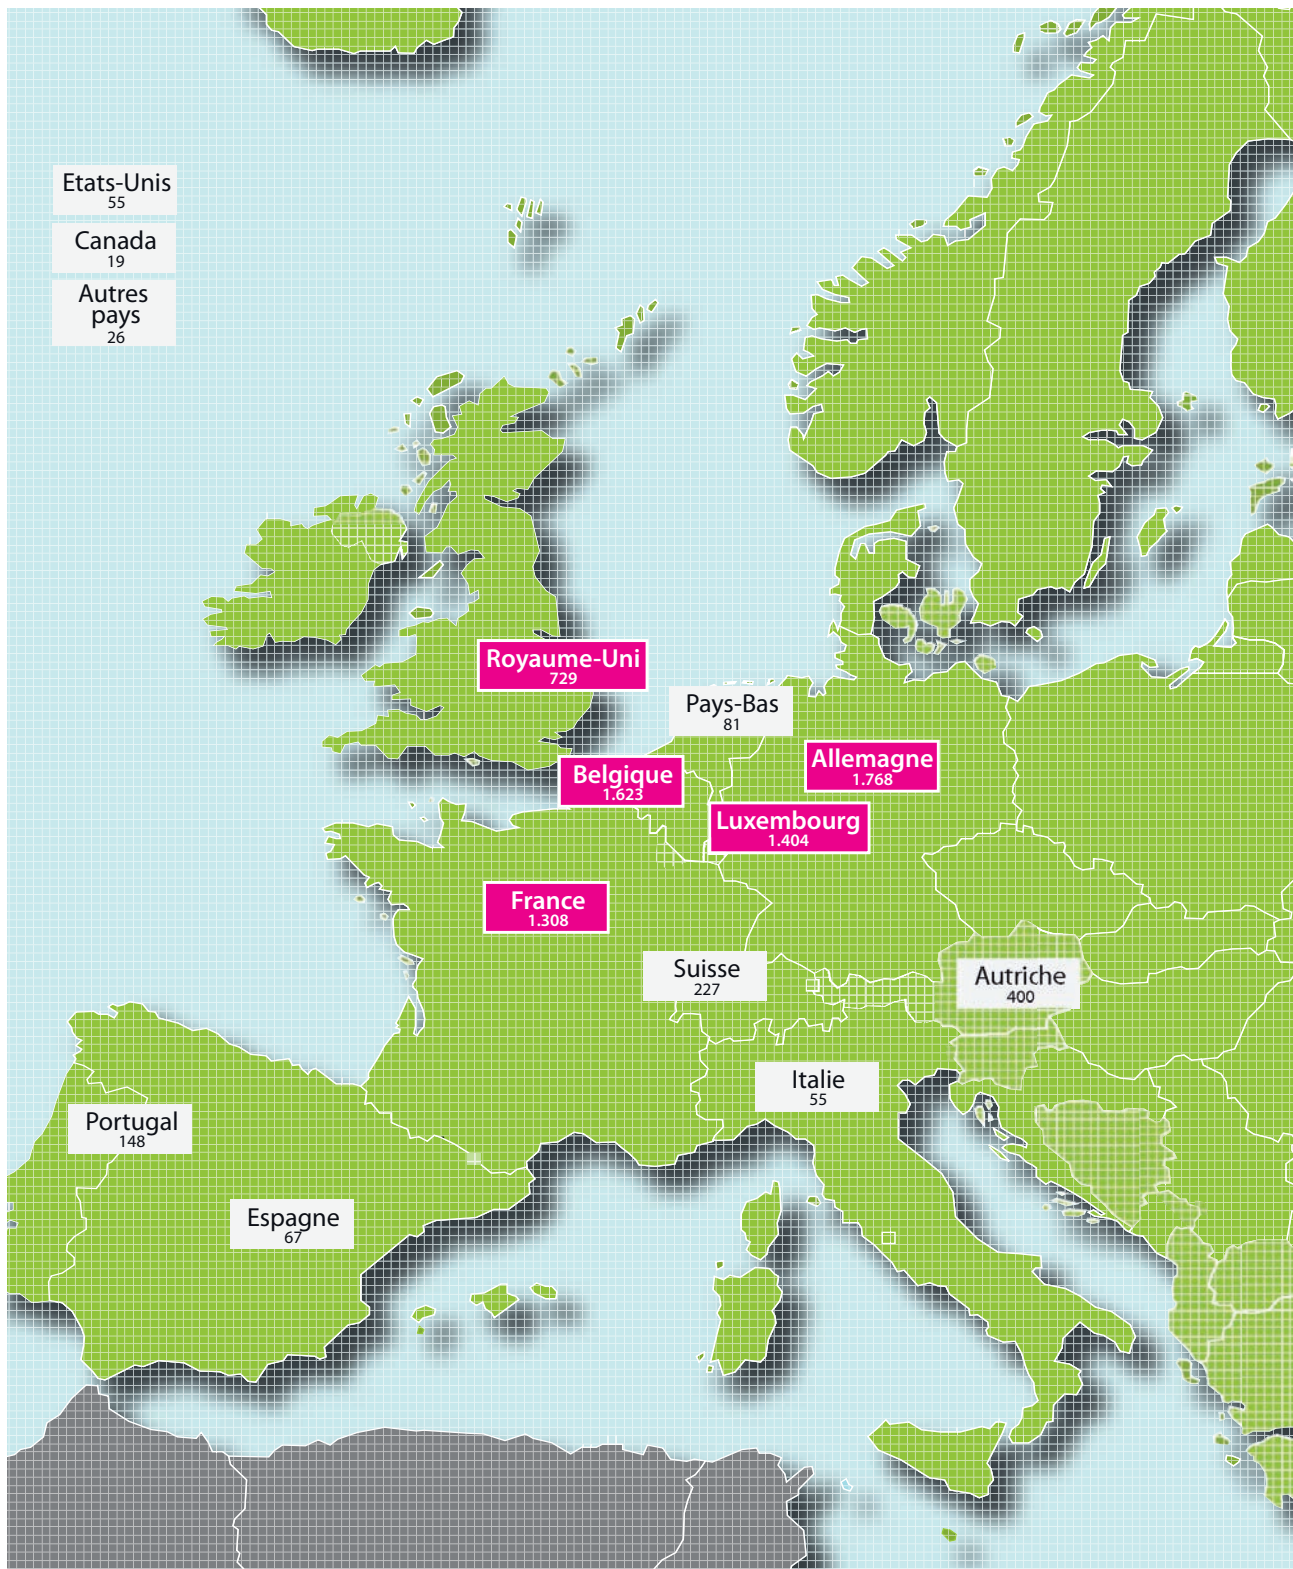 Etats-Unis
55
Canada
19
Autres
pays
26
Royaume-Uni
729
Pays-Bas
81
Allemagne
1.768
Belgique
1.623
Luxembourg
1.404
France
1.308
Suisse
227
Autriche
400
Italie
55
Portugal
148
Espagne
67